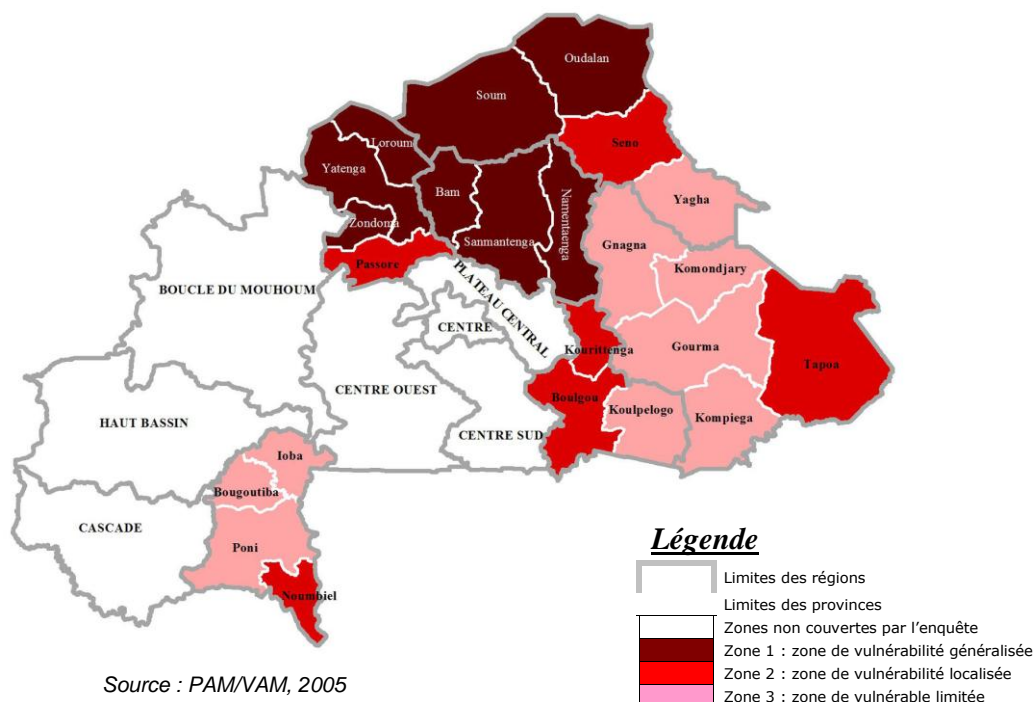 Oudalan
Soum
Seno
Loroum
Yatenga
Bam
Namentaenga
Yagha
Zondoma
Sanmantenga
Gnagna
Passore
Komondjary
BOUCLE DU MOUHOUM
PLATEAU CENTRAL
CENTRE
Kourittenga
Gourma
Tapoa
CENTRE OUEST
Bouigou
Koulpelogo
Kompiega
HAUT BASSIN
CENTRE SUD
Ioba
Bougoutiba
CASCADE
Poni
Noumbiel
Légende
Limites des régions
Limites des provinces
Zones non couvertes par l’enquête
Zone 1 : zone de vulnérabilité généralisée
Zone 2 : zone de vulnérabilité localisée
Zone 3 : zone de vulnérable limitée
Source : PAM/VAM, 2005